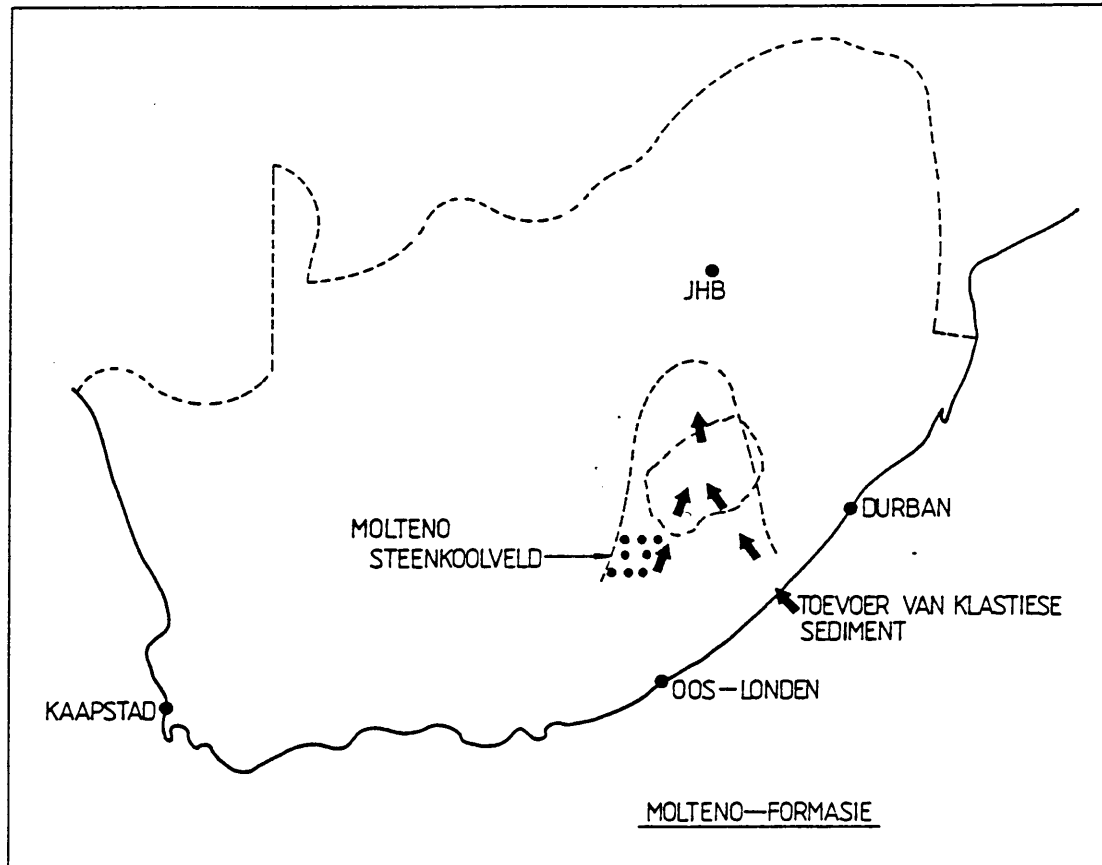 JHB
MOLTENO
STEENKOOLVELD
DURBAN
TOEVOER VAN KLASTIESE
SEDIMENT
OOS-LONDEN
KAAPSTAD
MOLTENO-FORMASIE